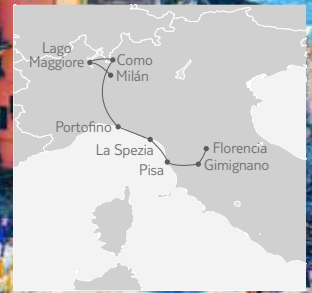 Lago
Maggiore
Como
Milán
Portofino
La Spezia
Pisa
Florencia
Gimignano